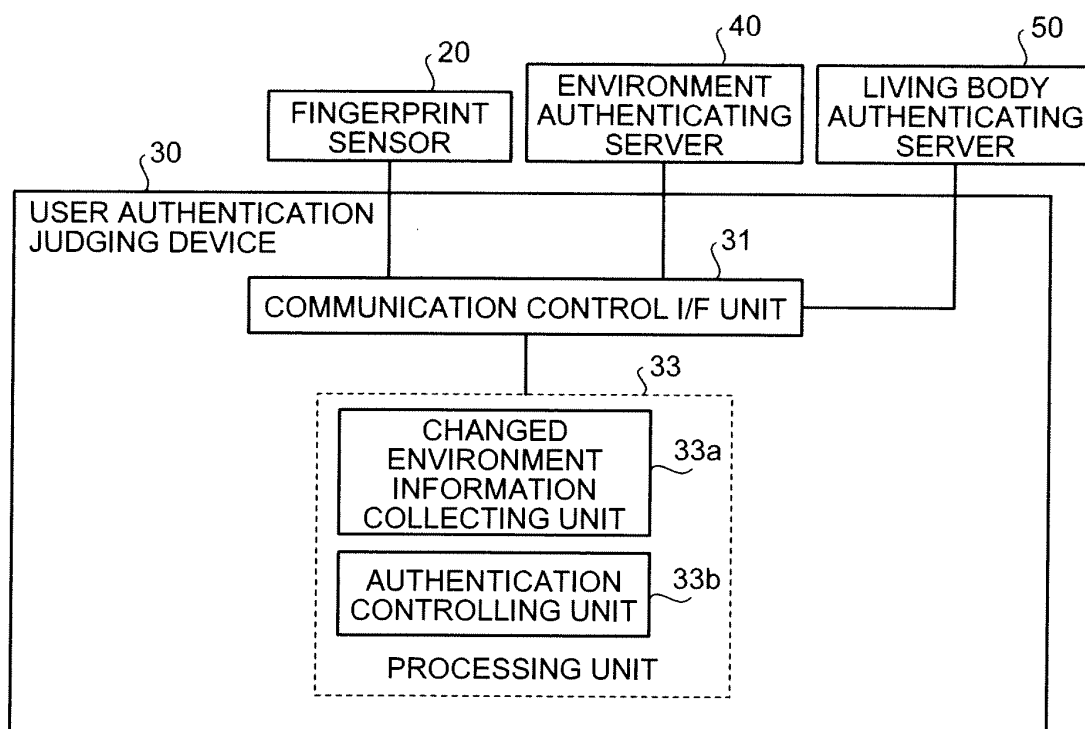 40
50
20
ENVIRONMENT
AUTHENTICATING
SERVER
LIVING BODY
AUTHENTICATING
SERVER
FINGERPRINT
SENSOR
30
USER AUTHENTICATION
JUDGING DEVICE
31
COMMUNICATION CONTROL I/F UNIT
33
CHANGED
ENVIRONMENT
INFORMATION
COLLECTING UNIT
33a
AUTHENTICATION
CONTROLLING UNIT
33b
PROCESSING UNIT